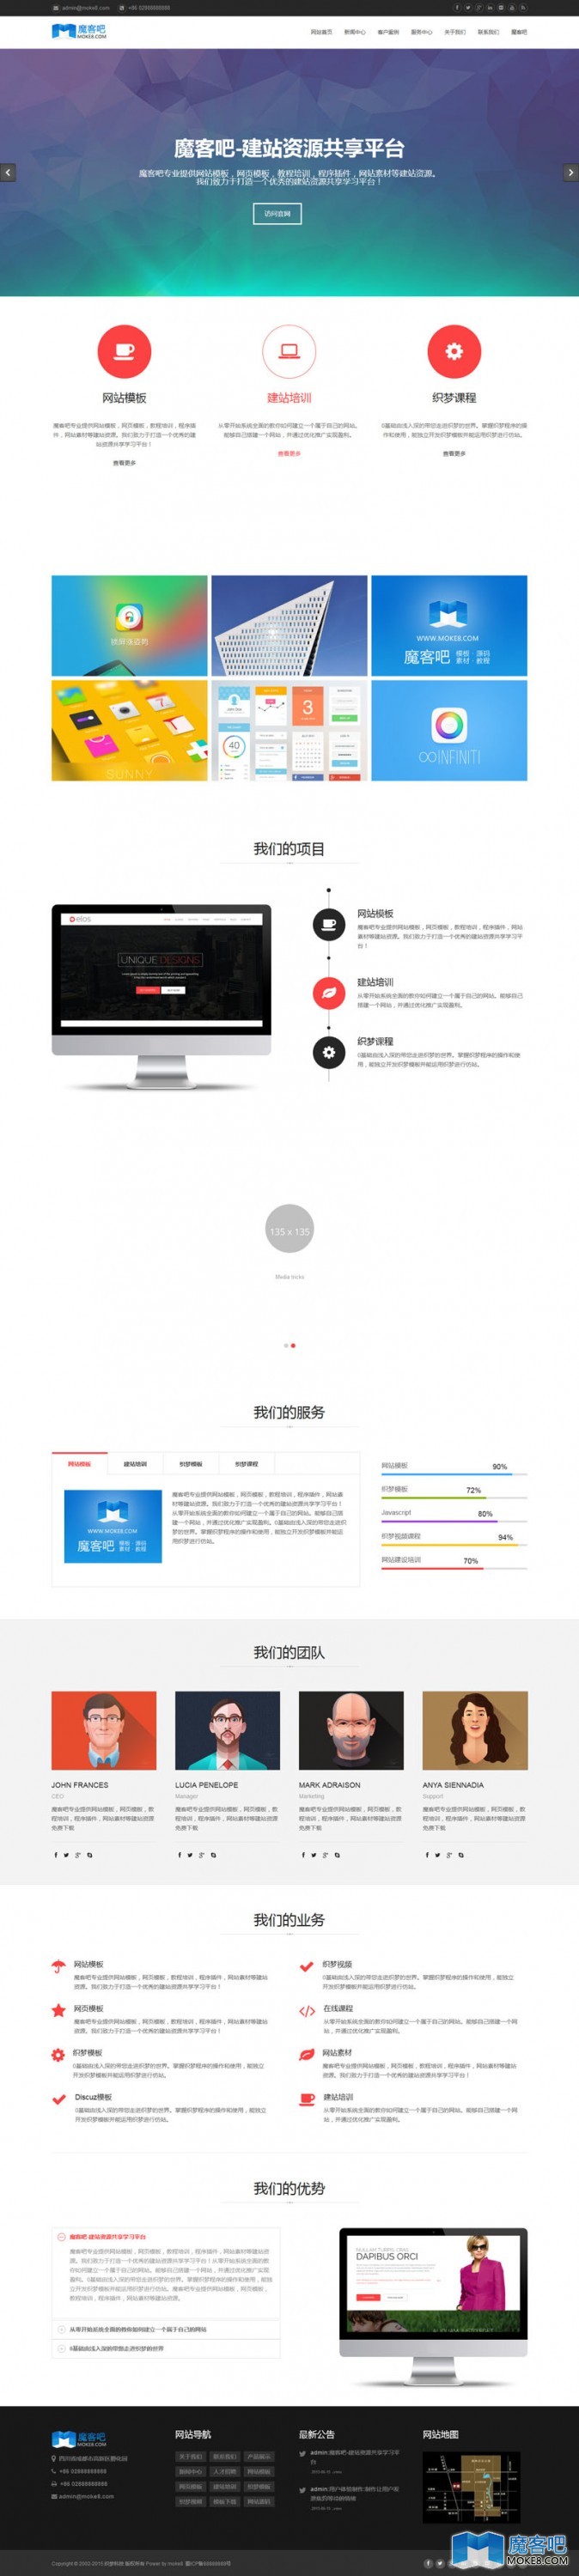 admin@moke8.com +86 02888888888
魔客吧
MOKE8.COM
网站首页 新闻中心 客户案例 服务中心 关于我们 联系我们 魔客吧
魔客吧-建站资源共享平台
魔客吧专业提供网站模板，网页模板，教程培训，程序插件，网站素材等建站资源。
我们致力于打造一个优秀的建站资源共享学习平台！
访问官网
网站模板
魔客吧专业提供网站模板，网页模板，教程培训，程序插
件，网站素材等建站资源。我们致力于打造一个优秀的建
站资源共享学习平台！
查看更多
建站培训
从零开始系统全面的教你如何建立一个属于自己的网站。
能够自己搭建一个网站，并通过优化推广实现盈利。
查看更多
织梦课程
0基础由浅入深的带您走进织梦的世界。掌握织梦程序的操
作和使用，能独立开发织梦模板并能运用织梦进行仿站。
查看更多
WWW.MOKE8.COM
魔客吧 模板·源码
素材·教程
SUNNY
40
3
INFINITI
我们的项目
elos
UNIQUE DESIGNS
网站模板
魔客吧专业提供网站模板，网页模板，教程培训，程序插件，网站
素材等建站资源。我们致力于打造一个优秀的建站资源共享学习平
台！
建站培训
从零开始系统全面的教你如何建立一个属于自己的网站。能够自己
搭建一个网站，并通过优化推广实现盈利。
织梦课程
0基础由浅入深的带您走进织梦的世界。掌握织梦程序的操作和使
用，能独立开发织梦模板并能运用织梦进行仿站。
135 x 135
Media hicks
我们的服务
网站模板 建站培训 织梦模板 织梦课程
WWW.MOKE8.COM
魔客吧 模板·源码
素材·教程
魔客吧专业提供网站模板，网页模板，教程培训，程序插件，网站素
材等建站资源。我们致力于打造一个优秀的建站资源共享学习平台！
从零开始系统全面的教你如何建立一个属于自己的网站。能够自己搭
建一个网站，并通过优化推广实现盈利。0基础由浅入深的带您走进织
梦的世界。掌握织梦程序的操作和使用，能独立开发织梦模板并能运
用织梦进行仿站。
网站模板 90%
织梦模板 72%
Javascript 80%
织梦视频课程 94%
网站建设培训 70%
我们的团队
JOHN FRANCES
CEO
魔客吧专业提供网站模板，网页模板，教
程培训，程序插件，网站素材等建站资源
免费下载
LUCIA PENELOPE
Manager
魔客吧专业提供网站模板，网页模板，教
程培训，程序插件，网站素材等建站资源
免费下载
MARK ADRAISON
Marketing
魔客吧专业提供网站模板，网页模板，教
程培训，程序插件，网站素材等建站资源
免费下载
ANYA SIENNADIA
Support
魔客吧专业提供网站模板，网页模板，教
程培训，程序插件，网站素材等建站资源
免费下载
我们的业务
网站模板
魔客吧专业提供网站模板，网页模板，教程培训，程序插件，网站素材等建站
资源。我们致力于打造一个优秀的建站资源共享学习平台！
织梦视频
0基础由浅入深的带您走进织梦的世界。掌握织梦程序的操作和使用，能独立
开发织梦模板并能运用织梦进行仿站。
网页模板
魔客吧专业提供网站模板，网页模板，教程培训，程序插件，网站素材等建站
资源。我们致力于打造一个优秀的建站资源共享学习平台！
在线课程
从零开始系统全面的教你如何建立一个属于自己的网站。能够自己搭建一个网
站，并通过优化推广实现盈利。
织梦模板
0基础由浅入深的带您走进织梦的世界。掌握织梦程序的操作和使用，能独立
开发织梦模板并能运用织梦进行仿站。
网站素材
魔客吧专业提供网站模板，网页模板，教程培训，程序插件，网站素材等建站
资源。我们致力于打造一个优秀的建站资源共享学习平台！
Discuz模板
0基础由浅入深的带您走进织梦的世界。掌握织梦程序的操作和使用，能独立
开发织梦模板并能运用织梦进行仿站。
建站培训
从零开始系统全面的教你如何建立一个属于自己的网站。能够自己搭建一个网
站，并通过优化推广实现盈利。
我们的优势
魔客吧-建站资源共享学习平台
魔客吧专业提供网站模板，网页模板，教程培训，程序插件，网站素材等建站资
源。我们致力于打造一个优秀的建站资源共享学习平台！从零开始系统全面的教
你如何建立一个属于自己的网站。能够自己搭建一个网站，并通过优化推广实现盈
利。0基础由浅入深的带您走进织梦的世界。掌握织梦程序的操作和使用，能独
立开发织梦模板并能运用织梦进行仿站。魔客吧专业提供网站模板，网页模板，
教程培训，程序插件，网站素材等建站资源。
从零开始系统全面的教你如何建立一个属于自己的网站
0基础由浅入深的带您走进织梦的世界
DAPIBUS ORCI
魔客吧
MOKE8.COM
+86 02888888888
+86 02888888888
admin@moke8.com
网站导航
关于我们 联系我们 产品展示
新闻中心 人才招聘 网站模板
网页模板 建站培训 织梦模板
织梦视频 模板下载 网站源码
最新公告
admin:魔客吧-建站资源共享学习平
台
网站地图
魔客吧
MOKE8.COM